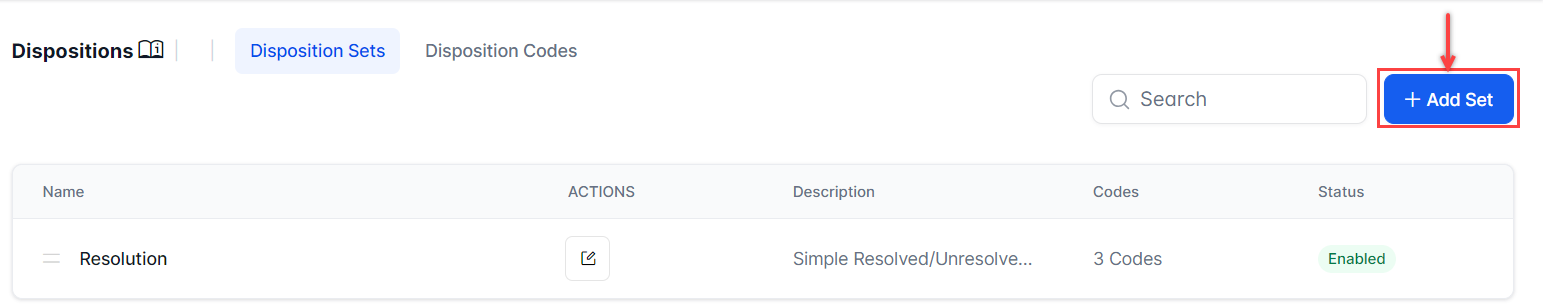 Dispositions
Disposition Sets
Disposition Codes
Search
+ Add Set
Name ACTIONS Description Codes Status
Resolution Simple Resolved/Unresolve... 3 Codes Enabled